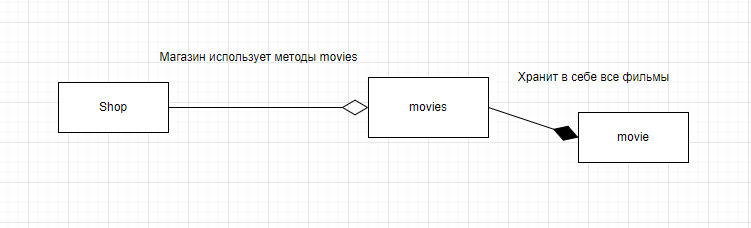 Магазин использует методы movies
Хранит в себе все фильмы
Shop
movies
movie